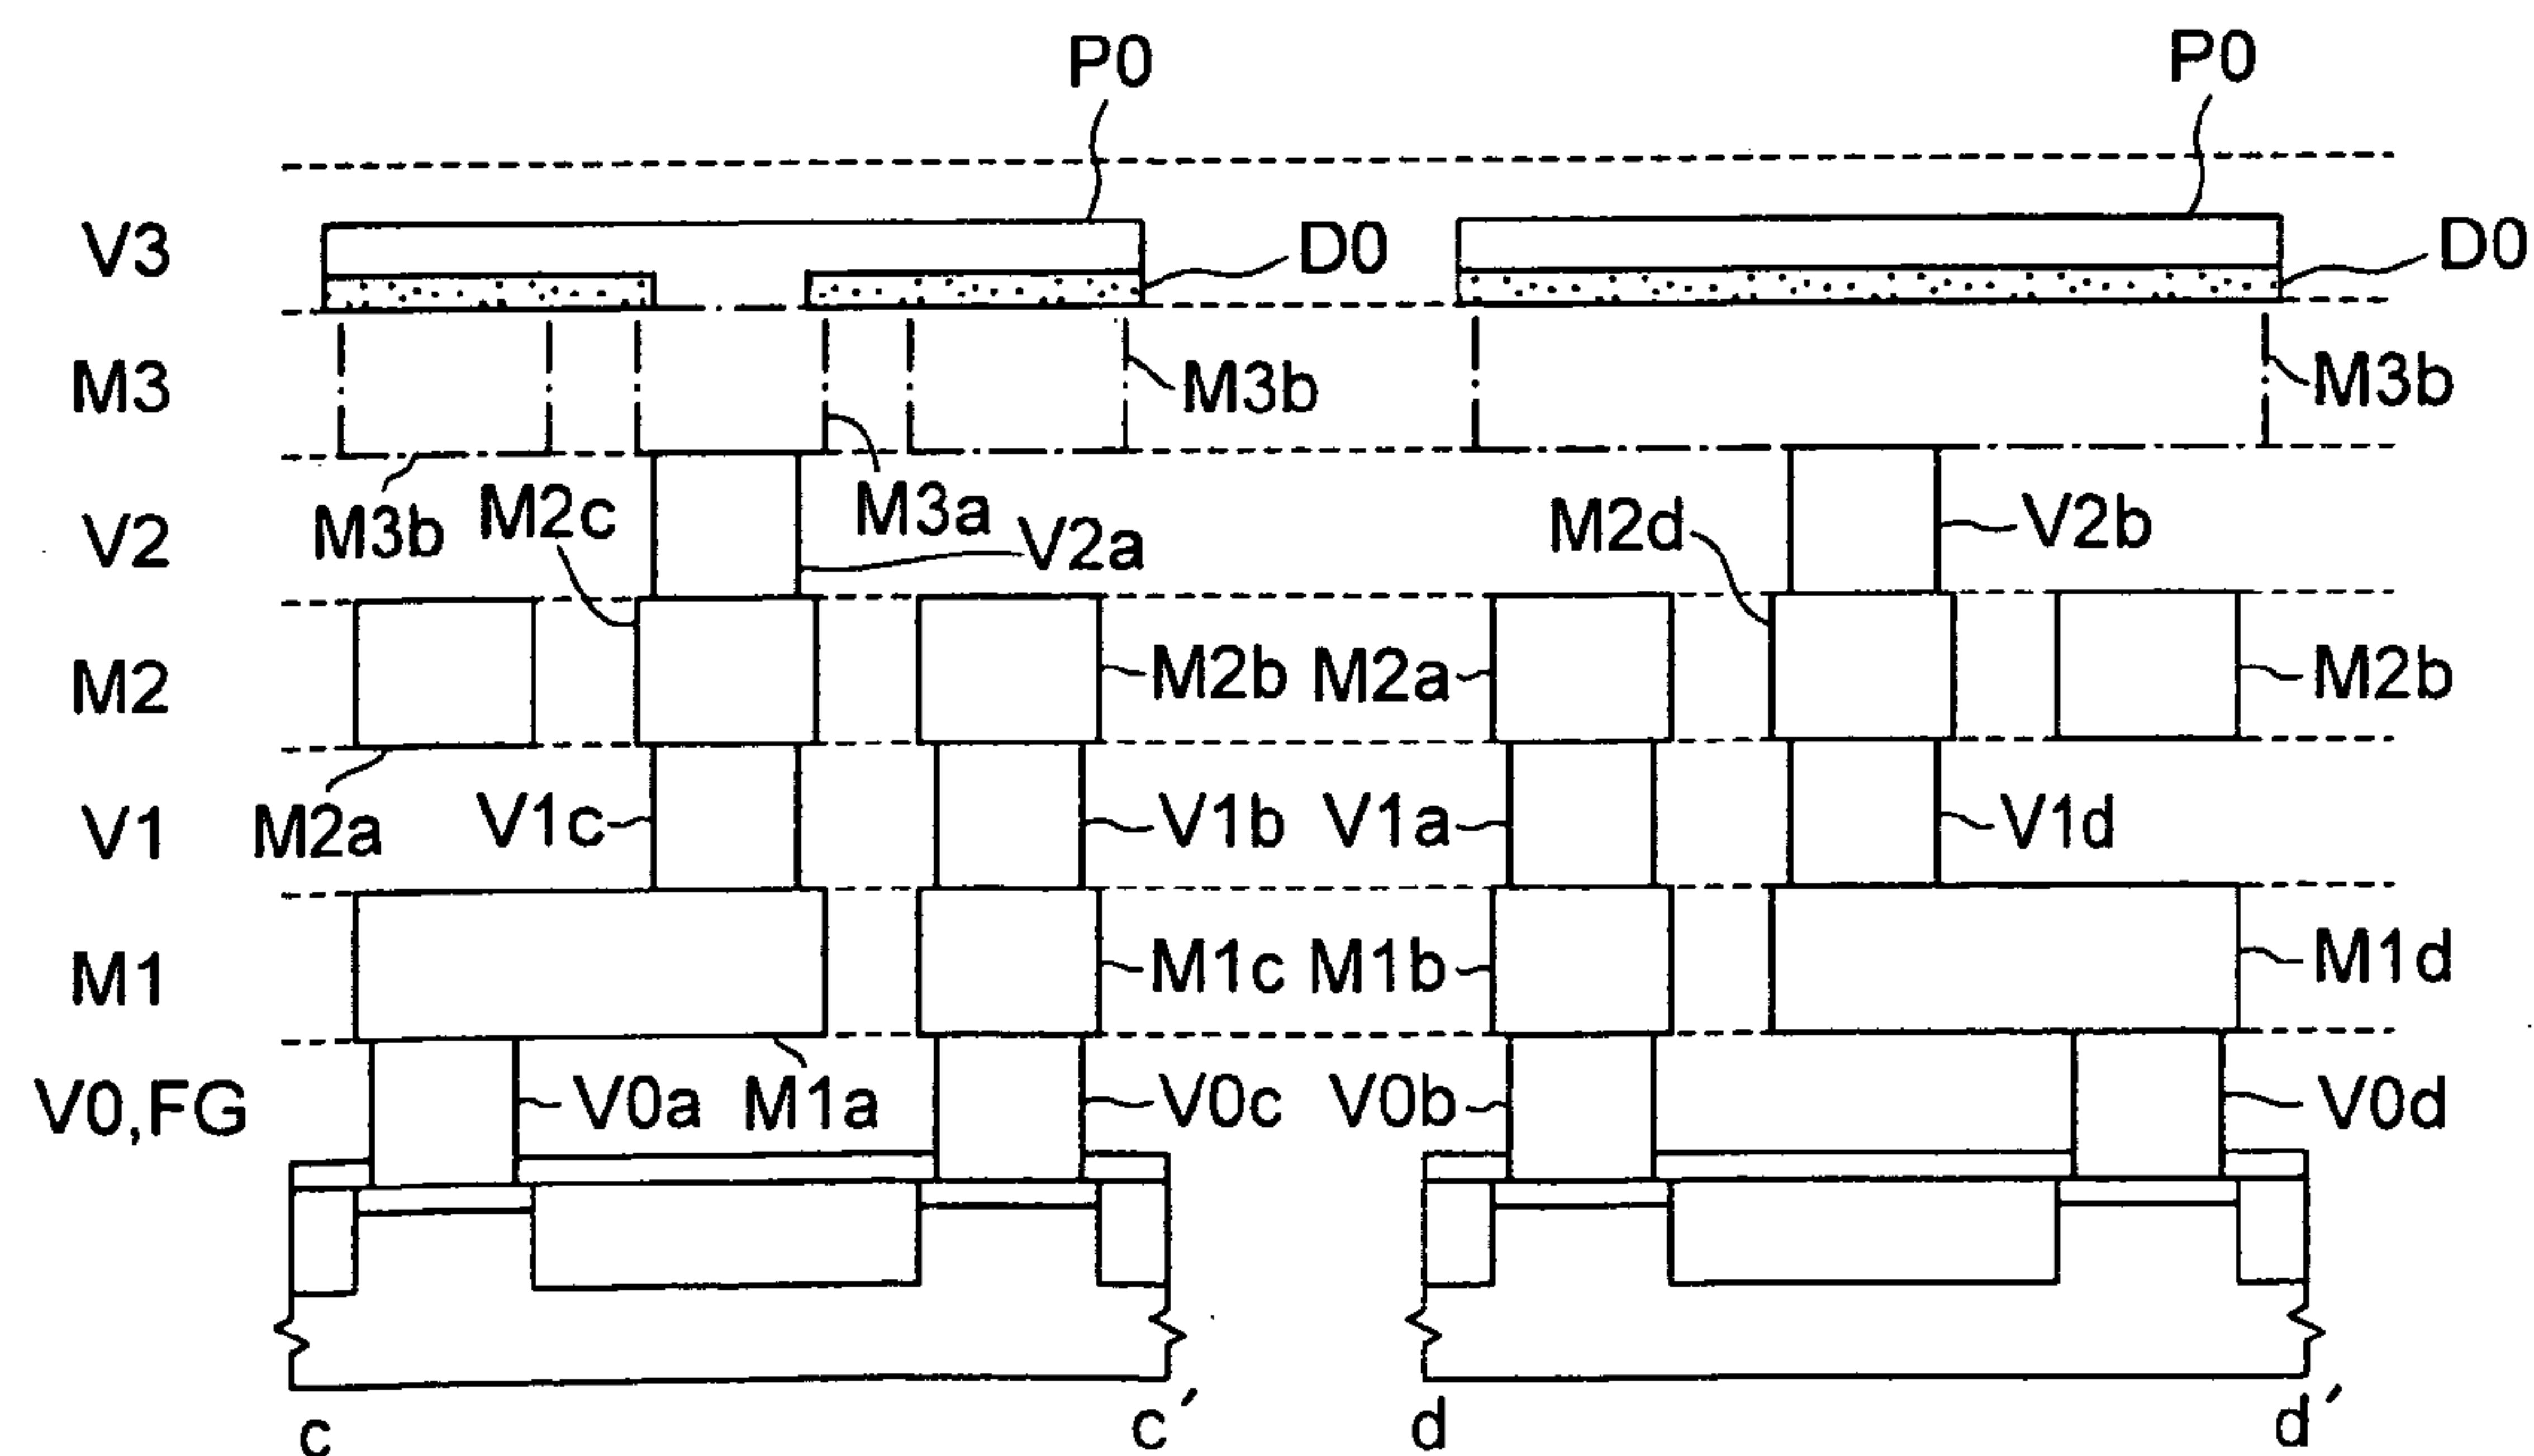 P0 P0
V3 D0 D0
M3 M3b M3b
M3b M2c M3a M2d V2b
V2 V2a
M2 M2b M2a M2b
V1 M2a V1c V1b V1a V1d
M1 M1c M1b M1d
V0,FG V0a M1a V0c V0b V0d
c c′ d d′